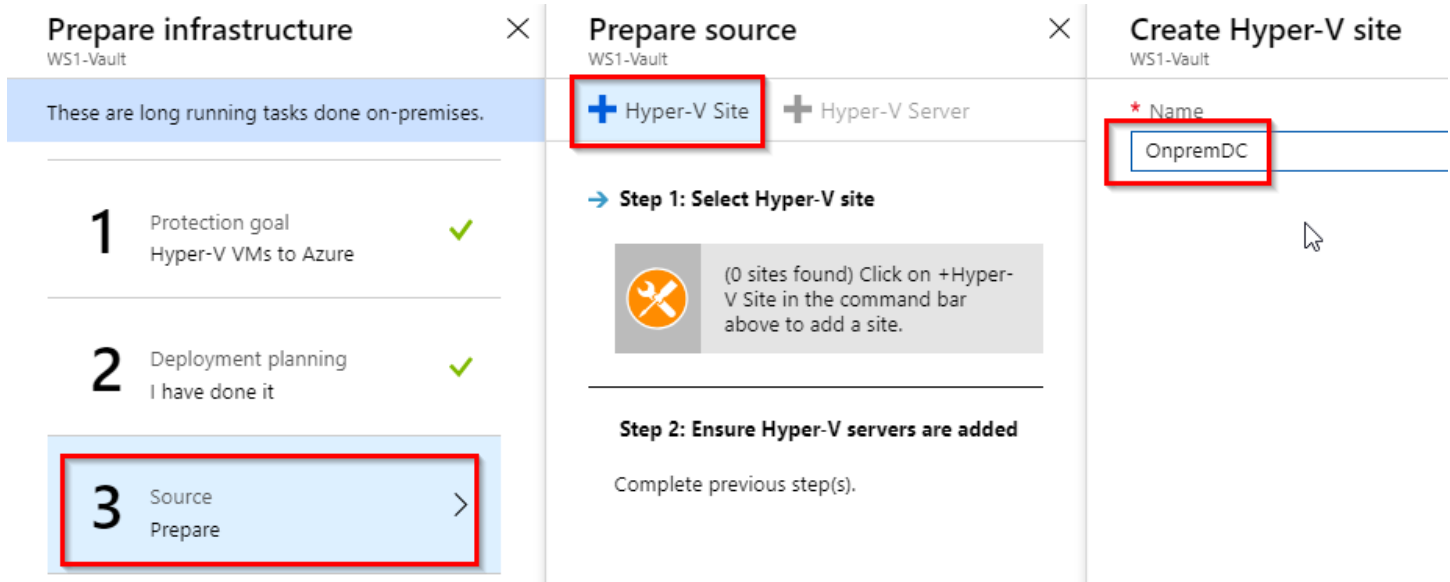 Prepare infrastructure
WS1-Vault
These are long running tasks done on-premises.
1
Protection goal
Hyper-V VMs to Azure
2
Deployment planning
I have done it
3
Source
Prepare
Prepare source
WS1-Vault
Hyper-V Site
Hyper-V Server
Step 1: Select Hyper-V site
(0 sites found) Click on +Hyper-
V Site in the command bar
above to add a site.
Step 2: Ensure Hyper-V servers are added
Complete previous step(s).
Create Hyper-V site
WS1-Vault
* Name
OnpremDC